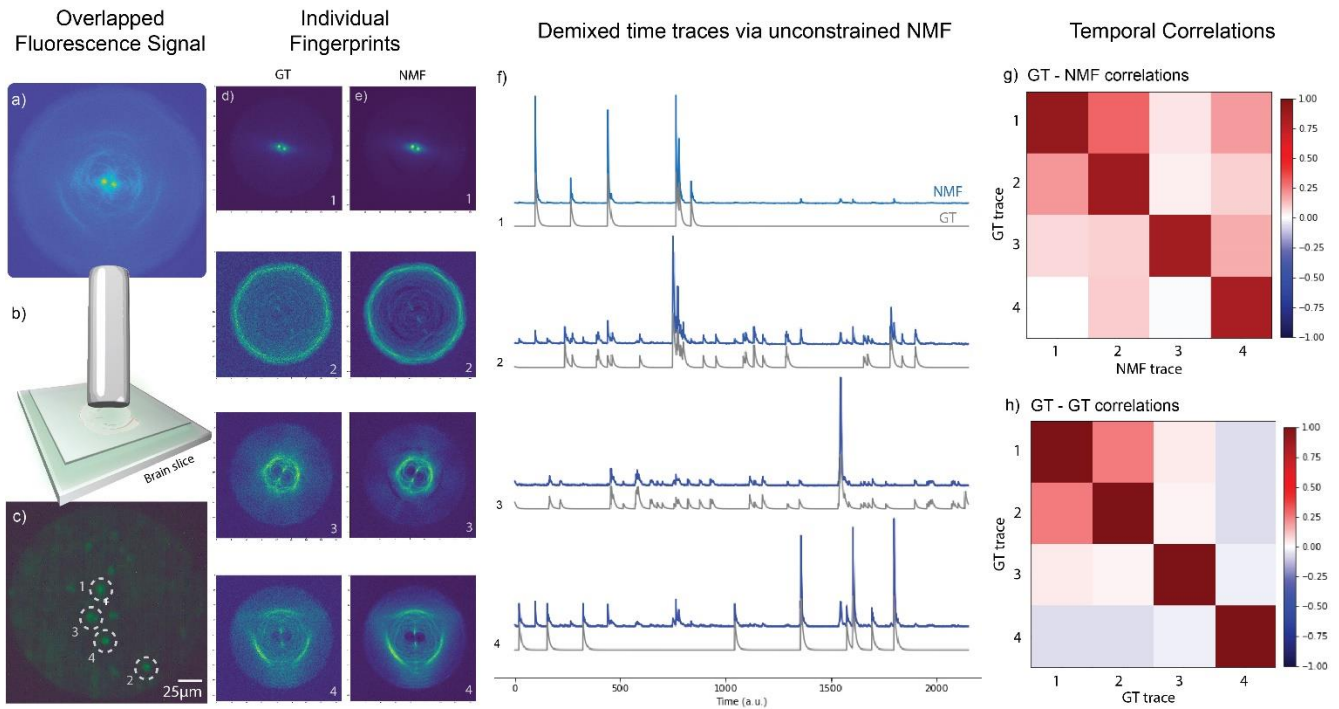 Overlapped
Fluorescence Signal
Individual
Fingerprints
Demixed time traces via unconstrained NMF
Temporal Correlations
GT
NMF
a)
b)
Brain slice
c)
1
3
4
2
25µm
d)
e)
1
1
2
2
3
3
4
4
f)
NMF
GT
1
2
3
4
0
500
1000
1500
2000
Time (a.u.)
g) GT - NMF correlations
GT trace
1
2
3
4
1 2 3 4
NMF trace
1.00
0.75
0.50
0.25
0.00
−0.25
−0.50
−0.75
−1.00
h) GT - GT correlations
GT trace
1
2
3
4
1 2 3 4
GT trace
1.00
0.75
0.50
0.25
0.00
−0.25
−0.50
−0.75
−1.00